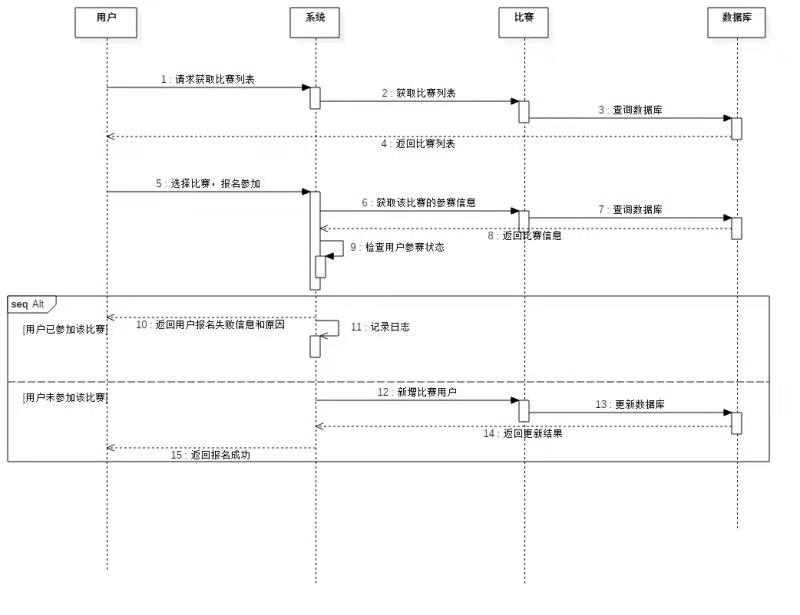 用户
系统
比赛
数据库
1 : 请求获取比赛列表
2 : 获取比赛列表
3 : 查询数据库
4 : 返回比赛列表
5 : 选择比赛，报名参加
6 : 获取该比赛的参赛信息
7 : 查询数据库
8 : 返回比赛信息
9 : 检查用户参赛状态
seq Alt
10 : 返回用户报名失败信息和原因
11 : 记录日志
[用户已参加该比赛]
[用户未参加该比赛]
12 : 新增比赛用户
13 : 更新数据库
14 : 返回更新结果
15 : 返回报名成功